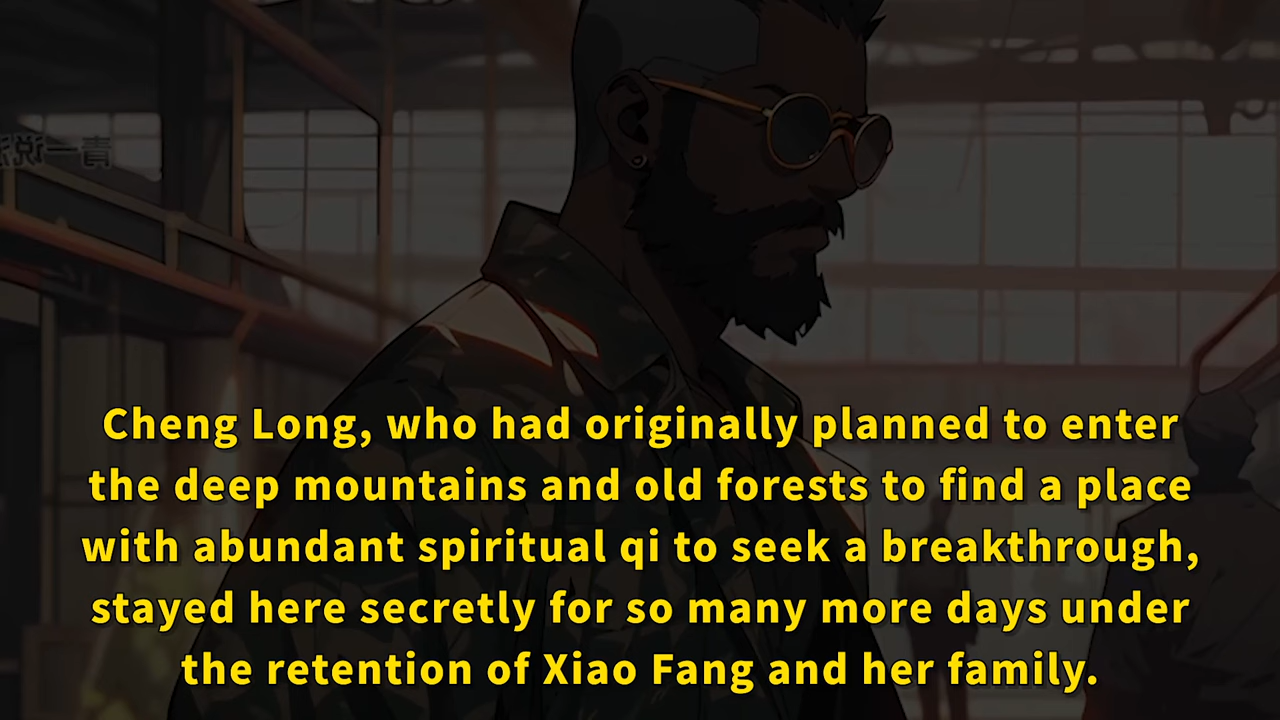 Cheng Long, who had originally planned to enter
the deep mountains and old forests to find a place
with abundant spiritual qi to seek a breakthrough,
stayed here secretly for so many more days under
the retention of Xiao Fang and her family.